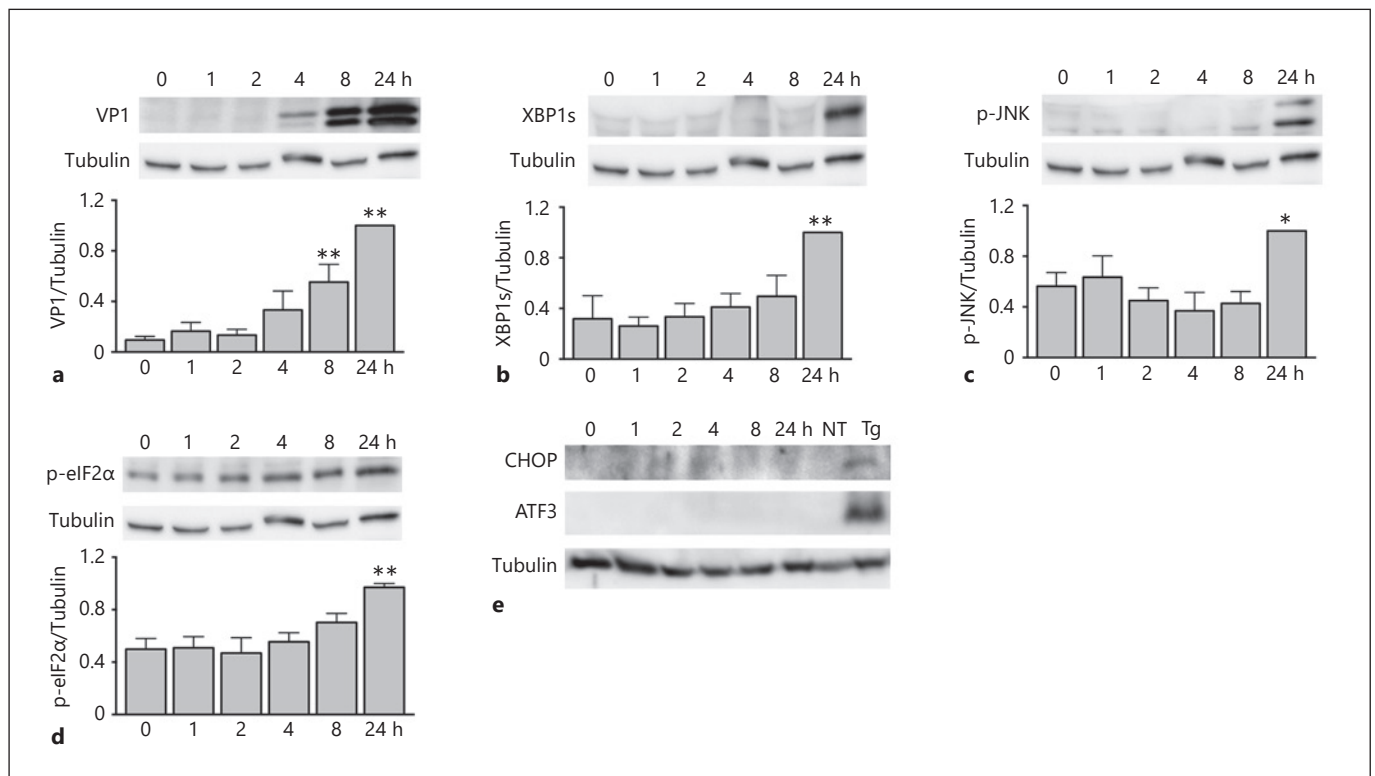 0 1 2 4 8 24 h
VP1
Tubulin
1.2
0.8
0.4
0
VP1/Tubulin
**
**
0 1 2 4 8 24 h
a
0 1 2 4 8 24 h
XBP1s
Tubulin
1.2
0.8
0.4
0
XBP1s/Tubulin
**
0 1 2 4 8 24 h
b
0 1 2 4 8 24 h
p-JNK
Tubulin
1.2
0.8
0.4
0
p-JNK/Tubulin
*
0 1 2 4 8 24 h
c
0 1 2 4 8 24 h
p-eIF2α
Tubulin
1.2
0.8
0.4
0
p-eIF2α/Tubulin
**
0 1 2 4 8 24 h
d
0 1 2 4 8 24 h NT Tg
CHOP
ATF3
Tubulin
e